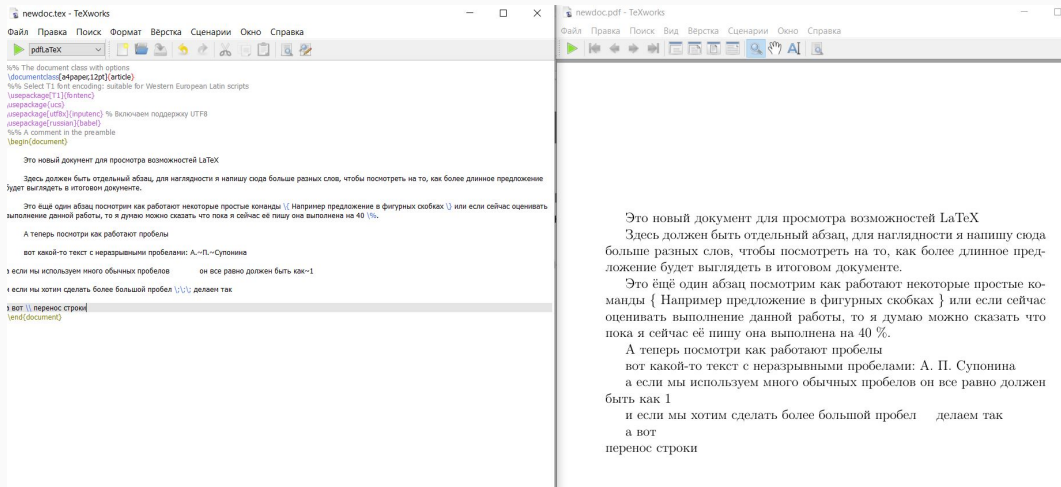 newdoc.tex - TeXworks
Файл Правка Поиск Формат Вёрстка Сценарии Окно Справка
pdfLaTeX
%% The document class with options
\documentclass[a4paper,12pt]{article}
%% Select T1 font encoding: suitable for Western European Latin scripts
\usepackage[T1]{fontenc}
\usepackage{ucs}
\usepackage[utf8x]{inputenc} % Включаем поддержку UTF8
\usepackage[russian]{babel}
%% A comment in the preamble
\begin{document}
Это новый документ для просмотра возможностей LaTeX
Здесь должен быть отдельный абзац, для наглядности я напишу сюда больше разных слов, чтобы посмотреть на то, как более длинное предложение
будет выглядеть в итоговом документе.
Это ёщё один абзац посмотрим как работают некоторые простые команды \{ Например предложение в фигурных скобках \} или если сейчас оценивать
выполнение данной работы, то я думаю можно сказать что пока я сейчас её пишу она выполнена на 40 \%.
А теперь посмотри как работают пробелы
вот какой-то текст с неразрывными пробелами: А.~П.~Супонина
а если мы используем много обычных пробелов он все равно должен быть как~1
и если мы хотим сделать более большой пробел \;\;\; делаем так
а вот \\ перенос строки
\end{document}
newdoc.pdf - TeXworks
Файл Правка Поиск Вид Вёрстка Сценарии Окно Справка
Это новый документ для просмотра возможностей LaTeX
Здесь должен быть отдельный абзац, для наглядности я напишу сюда
больше разных слов, чтобы посмотреть на то, как более длинное пред-
ложение будет выглядеть в итоговом документе.
Это ёщё один абзац посмотрим как работают некоторые простые ко-
манды { Например предложение в фигурных скобках } или если сейчас
оценивать выполнение данной работы, то я думаю можно сказать что
пока я сейчас её пишу она выполнена на 40 %.
А теперь посмотри как работают пробелы
вот какой-то текст с неразрывными пробелами: А. П. Супонина
а если мы используем много обычных пробелов он все равно должен
быть как 1
и если мы хотим сделать более большой пробел делаем так
а вот
перенос строки